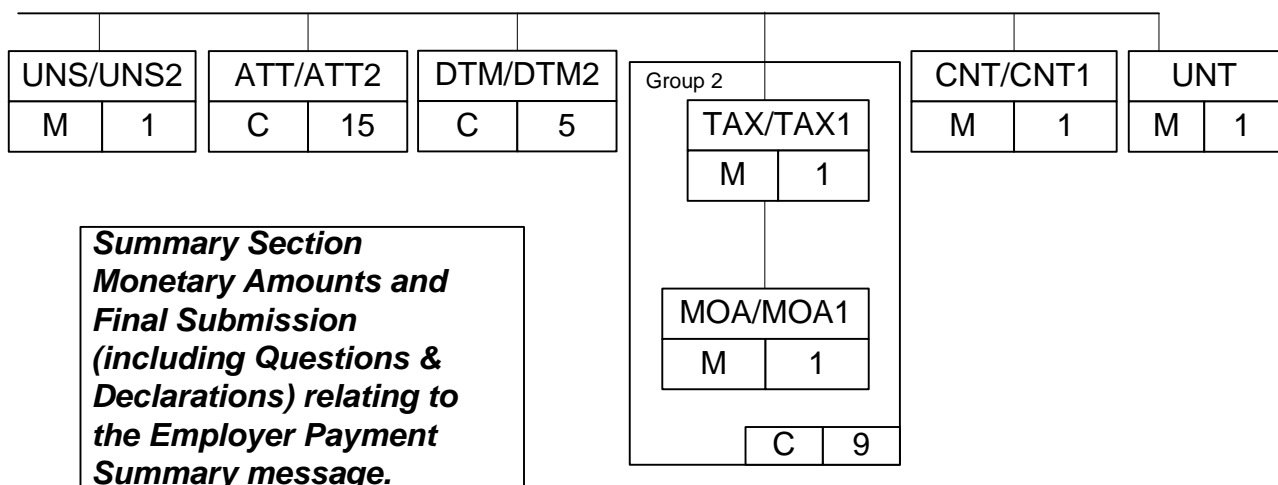 UNS/UNS2
M 1
ATT/ATT2
C 15
DTM/DTM2
C 5
Group 2
TAX/TAX1
M 1
MOA/MOA1
M 1
C 9
CNT/CNT1
M 1
UNT
M 1
Summary Section
Monetary Amounts and
Final Submission
(including Questions &
Declarations) relating to
the Employer Payment
Summary message.